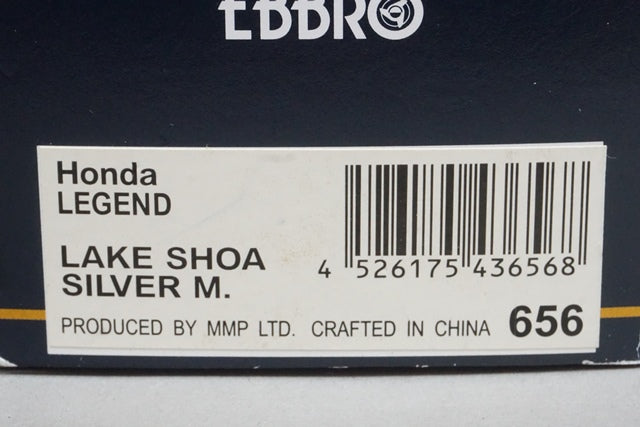 EBBRO
Honda
LEGEND
LAKE SHOA
SILVER M.
4 526175 436568
PRODUCED BY MMP LTD. CRAFTED IN CHINA 656